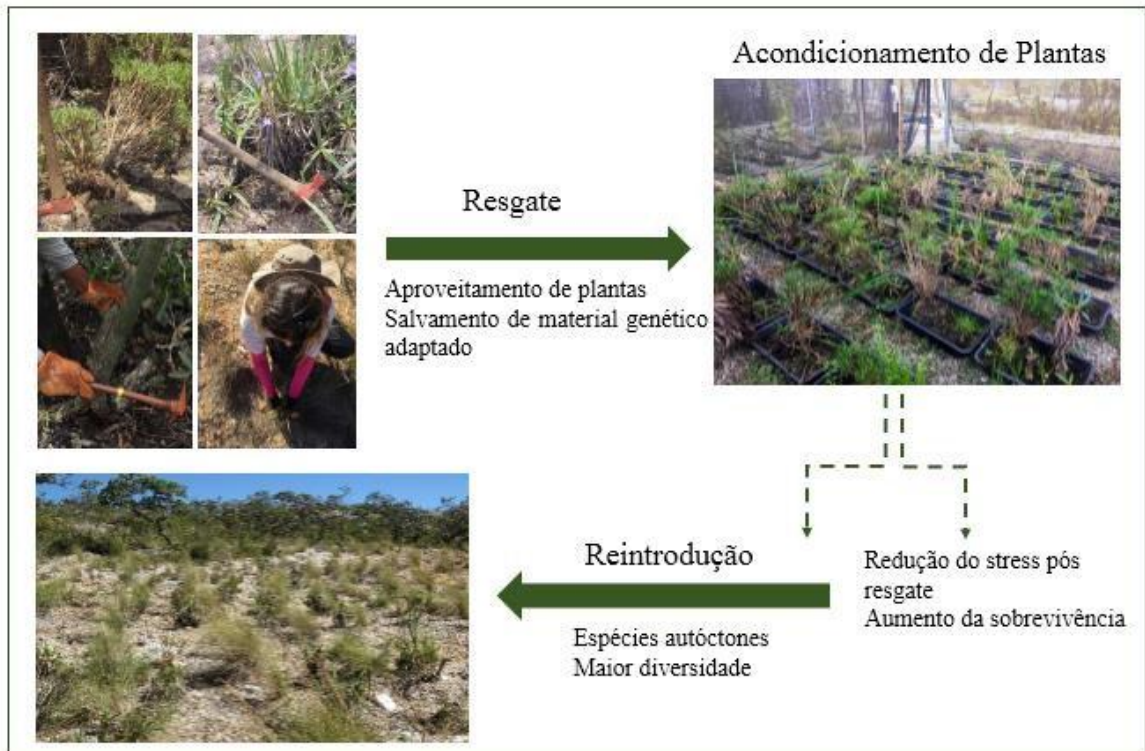 Acondicionamento de Plantas
Resgate
Aproveitamento de plantas
Salvamento de material genético
adaptado
Redução do stress pós
resgate
Aumento da sobrevivência
Reintrodução
Espécies autóctones
Maior diversidade